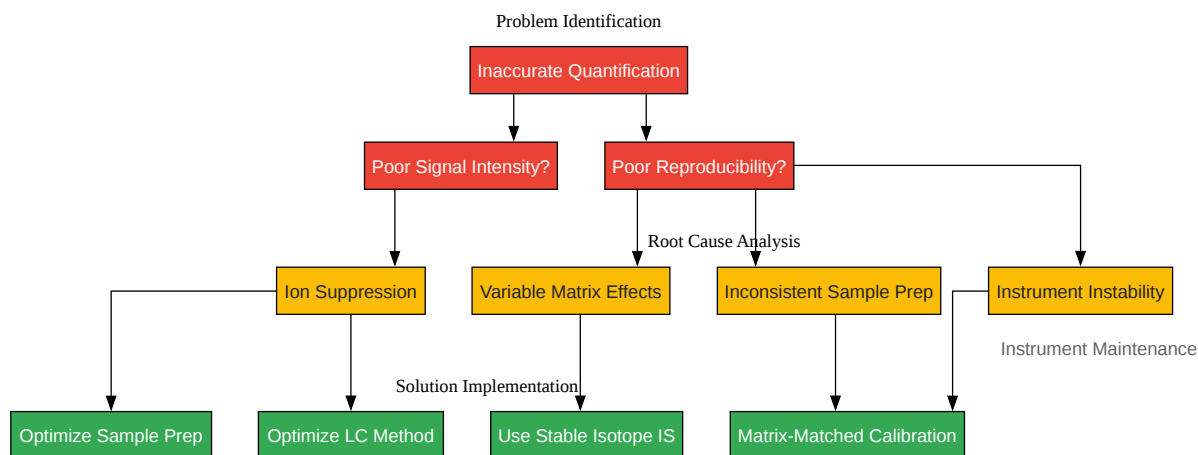 Problem Identification
Inaccurate Quantification
Poor Signal Intensity?
Poor Reproducibility?
Root Cause Analysis
Ion Suppression
Variable Matrix Effects
Inconsistent Sample Prep
Instrument Instability
Instrument Maintenance
Solution Implementation
Optimize Sample Prep
Optimize LC Method
Use Stable Isotope IS
Matrix-Matched Calibration